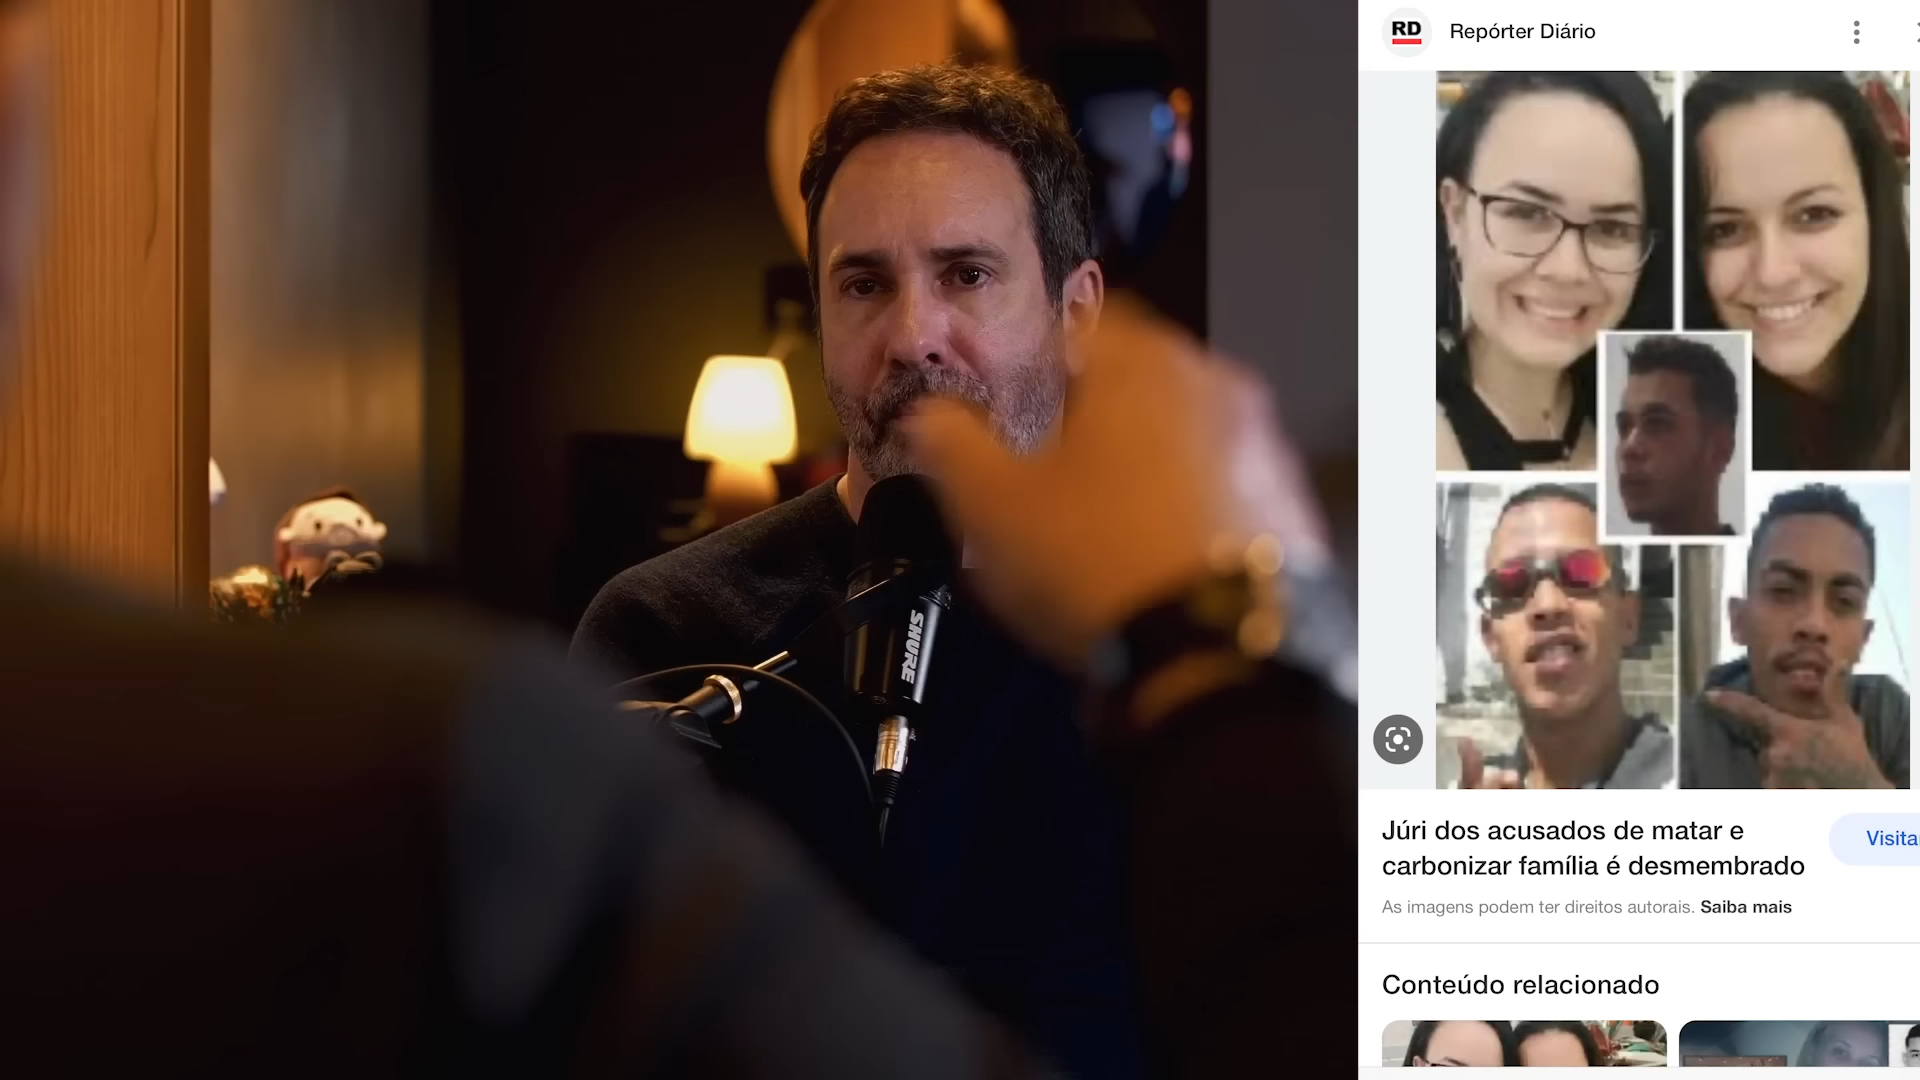 RD
Repórter Diário
SHURE
Júri dos acusados de matar e
carbonizar família é desmembrado
Visita
As imagens podem ter direitos autorais. Saiba mais
Conteúdo relacionado